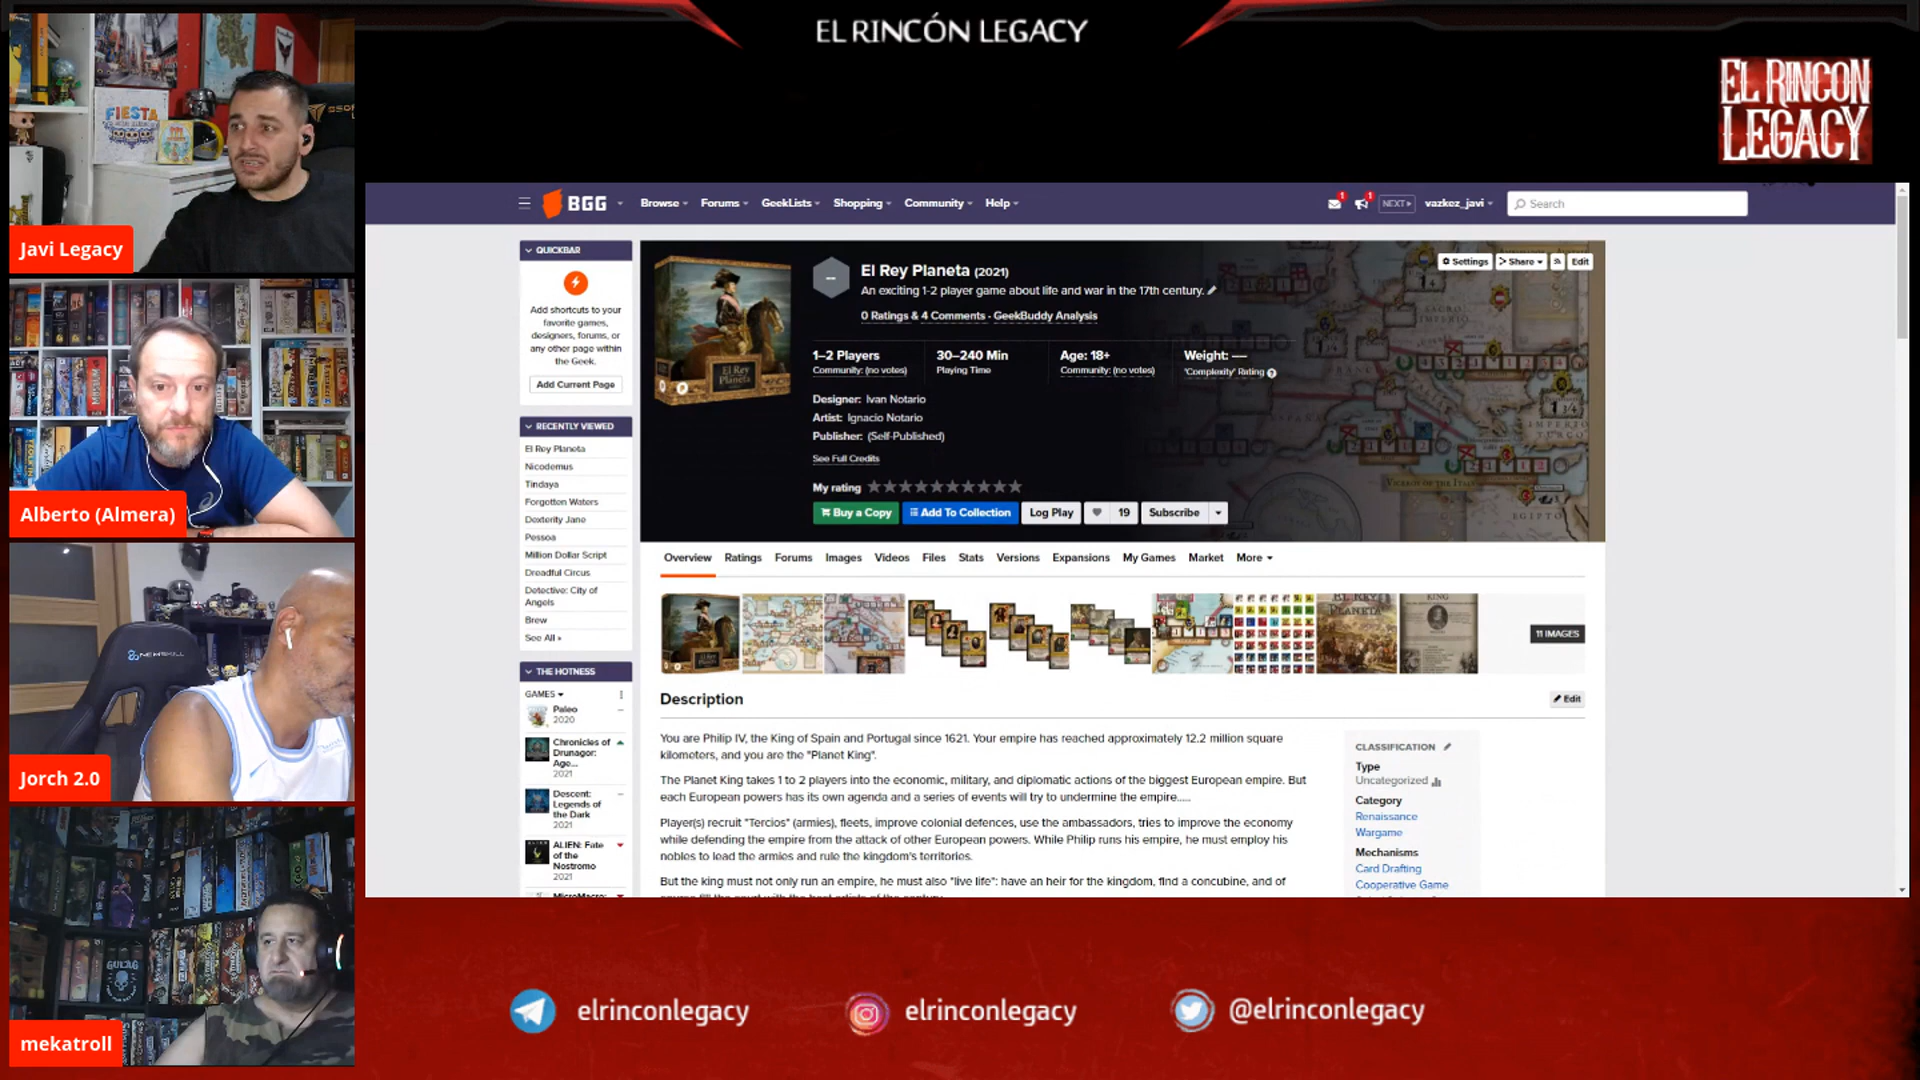 EL RINCÓN LEGACY
EL RINCON
LEGACY
FIESTA
Javi Legacy
Alberto (Almera)
NEWSKILL
Jorch 2.0
GULAG
mekatroll
BGG
Browse
Forums
GeekLists
Shopping
Community
Help
1
1
NEXT
vazkez_javi
Search
QUICKBAR
Add shortcuts to your
favorite games,
designers, forums, or
any other page within
the Geek.
Add Current Page
RECENTLY VIEWED
El Rey Planeta
Nicodemus
Tindaya
Forgotten Waters
Dexterity Jane
Pessoa
Million Dollar Script
Dreadful Circus
Detective: City of
Angels
Brew
See All »
THE HOTNESS
GAMES
Paleo
2020
Chronicles of
Drunagor:
Age...
2021
Descent:
Legends of
the Dark
2021
ALIEN: Fate
of the
Nostromo
2021
MicroMacro:
El Rey
Planeta
--
El Rey Planeta (2021)
An exciting 1-2 player game about life and war in the 17th century.
0 Ratings & 4 Comments · GeekBuddy Analysis
Settings
Share
Edit
1–2 Players
Community: (no votes)
30–240 Min
Playing Time
Age: 18+
Community: (no votes)
Weight: —
'Complexity' Rating
Designer: Ivan Notario
Artist: Ignacio Notario
Publisher: (Self-Published)
See Full Credits
My rating
Buy a Copy
Add To Collection
Log Play
19
Subscribe
Overview
Ratings
Forums
Images
Videos
Files
Stats
Versions
Expansions
My Games
Market
More
11 IMAGES
Description
Edit
You are Philip IV, the King of Spain and Portugal since 1621. Your empire has reached approximately 12.2 million square
kilometers, and you are the "Planet King".
The Planet King takes 1 to 2 players into the economic, military, and diplomatic actions of the biggest European empire. But
each European powers has its own agenda and a series of events will try to undermine the empire.....
Player(s) recruit "Tercios" (armies), fleets, improve colonial defences, use the ambassadors, tries to improve the economy
while defending the empire from the attack of other European powers. While Philip runs his empire, he must employ his
nobles to lead the armies and rule the kingdom's territories.
But the king must not only run an empire, he must also "live life": have an heir for the kingdom, find a concubine, and of
CLASSIFICATION
Type
Uncategorized
Category
Renaissance
Wargame
Mechanisms
Card Drafting
Cooperative Game
elrinconlegacy
elrinconlegacy
@elrinconlegacy